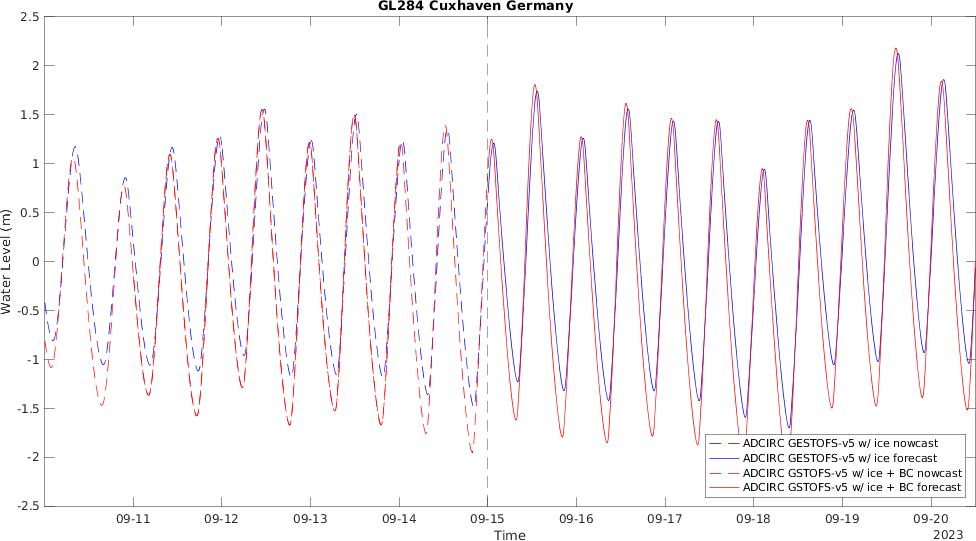 GL284 Cuxhaven Germany
2.5
2
1.5
1
0.5
0
-0.5
-1
-1.5
-2
-2.5
Water Level (m)
ADCIRC GESTOFS-v5 w/ ice nowcast
ADCIRC GESTOFS-v5 w/ ice forecast
ADCIRC GSTOFS-v5 w/ ice + BC nowcast
ADCIRC GSTOFS-v5 w/ ice + BC forecast
09-11 09-12 09-13 09-14 09-15 09-16 09-17 09-18 09-19 09-20
Time
2023